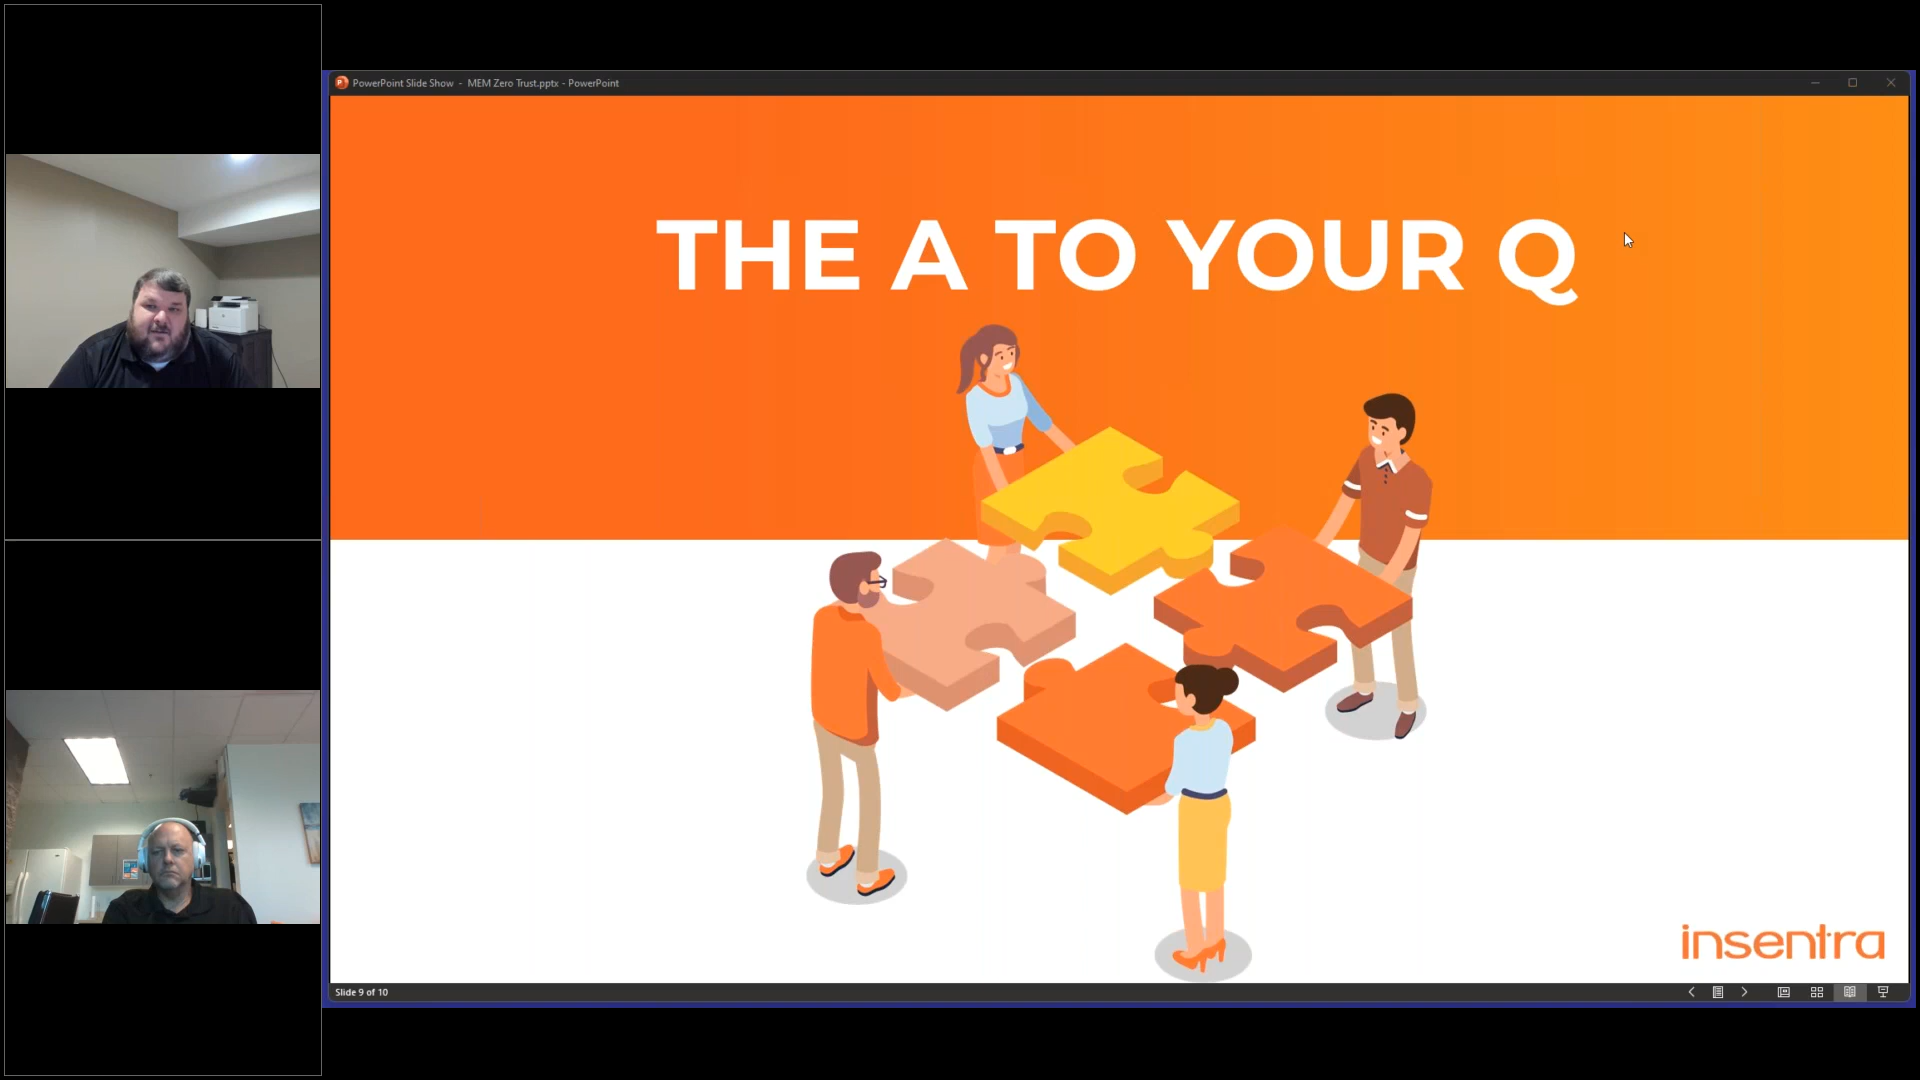 PowerPoint Slide Show - MEM Zero Trust.pptx - PowerPoint
THE A TO YOUR Q
insentra
Slide 9 of 10